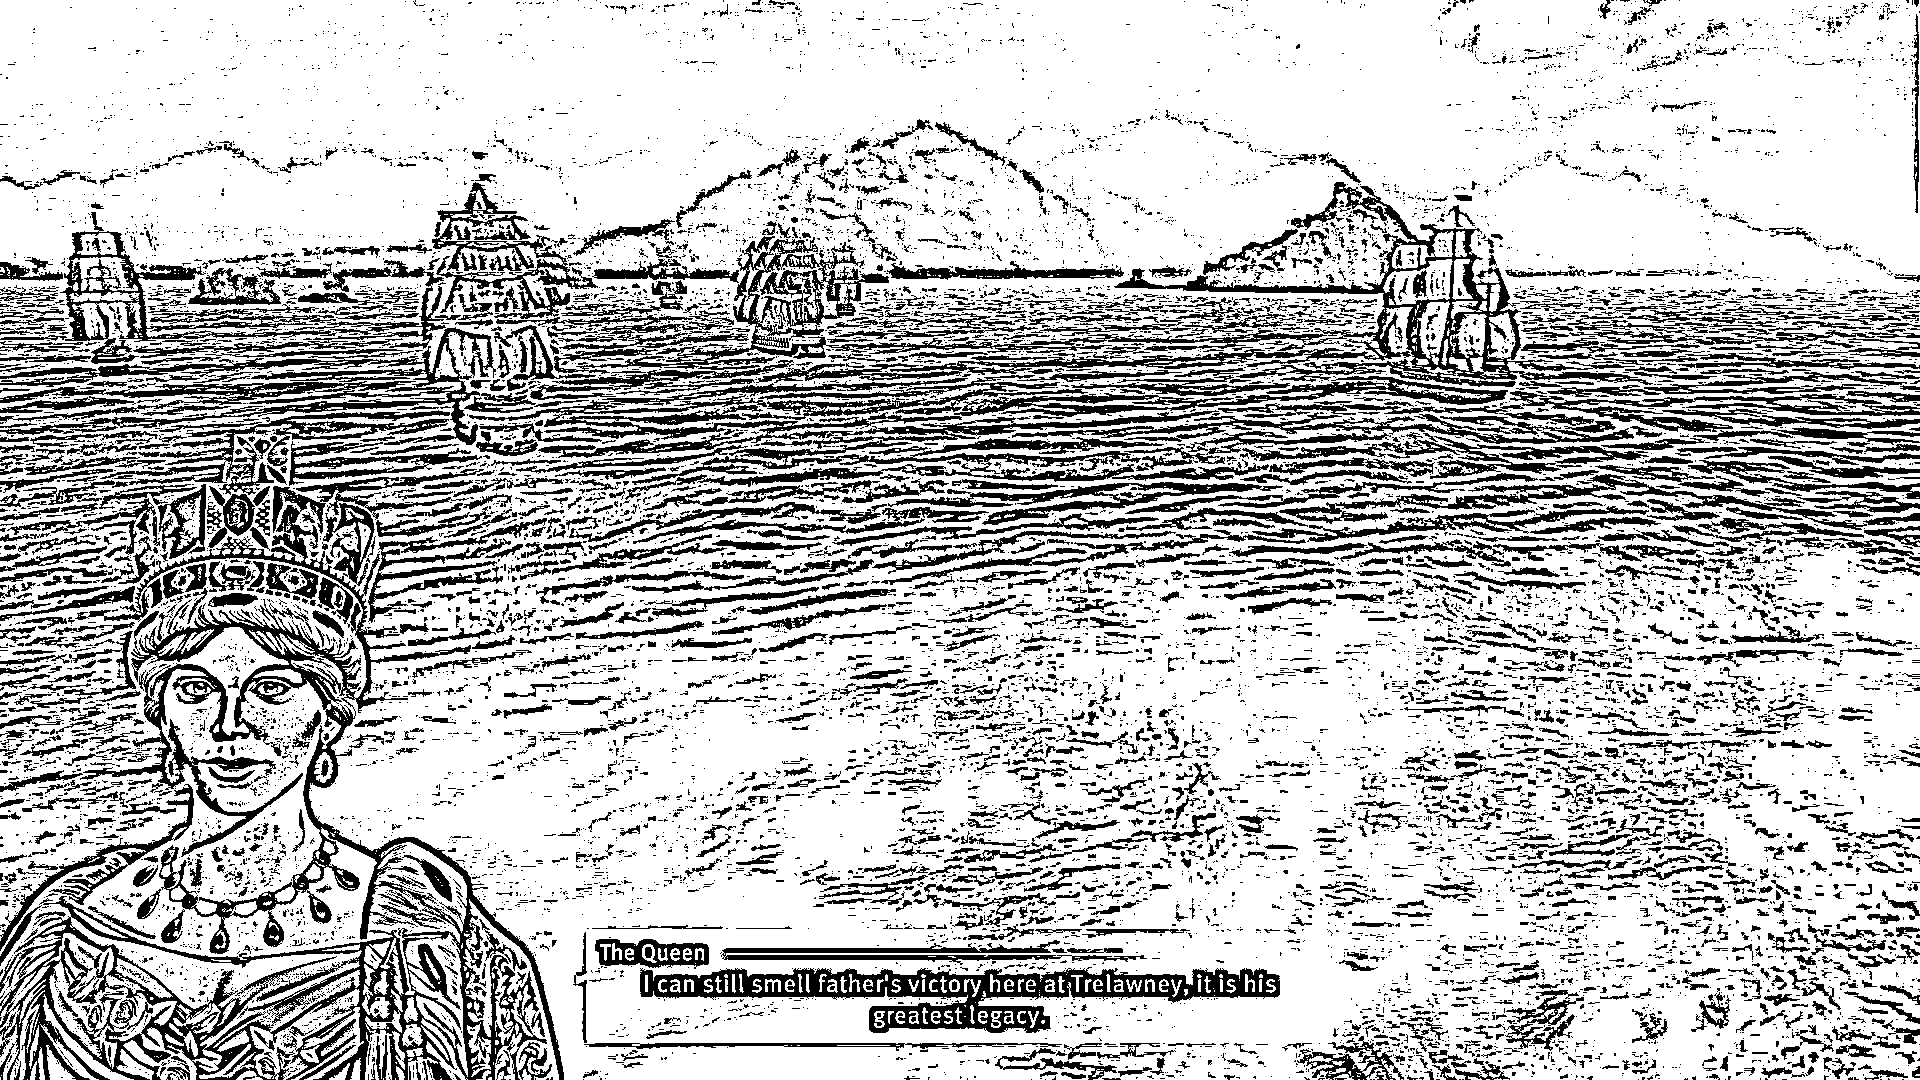 The Queen
I can still smell father's victory here at Trelawney, it is his
greatest legacy.